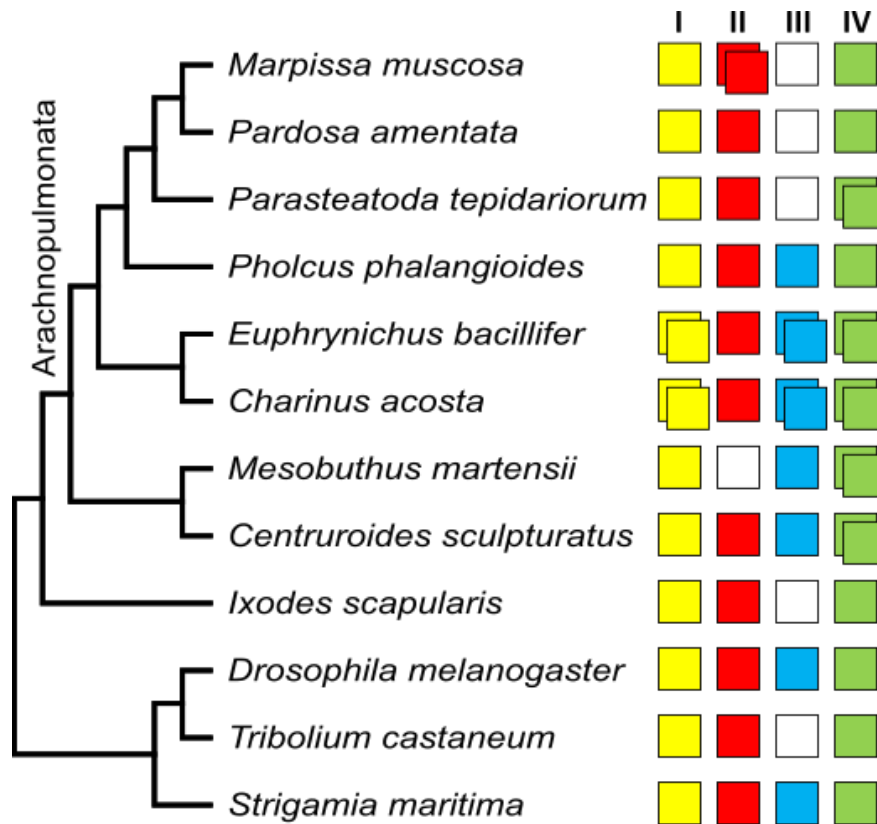 I II III IV
Marpissa muscosa
Pardosa amentata
Parasteatoda tepidariorum
Pholcus phalangioides
Euphrynichus bacillifer
Charinus acosta
Mesobuthus martensii
Centruroides sculpturatus
Ixodes scapularis
Drosophila melanogaster
Tribolium castaneum
Strigamia maritima
Arachnopulmonata